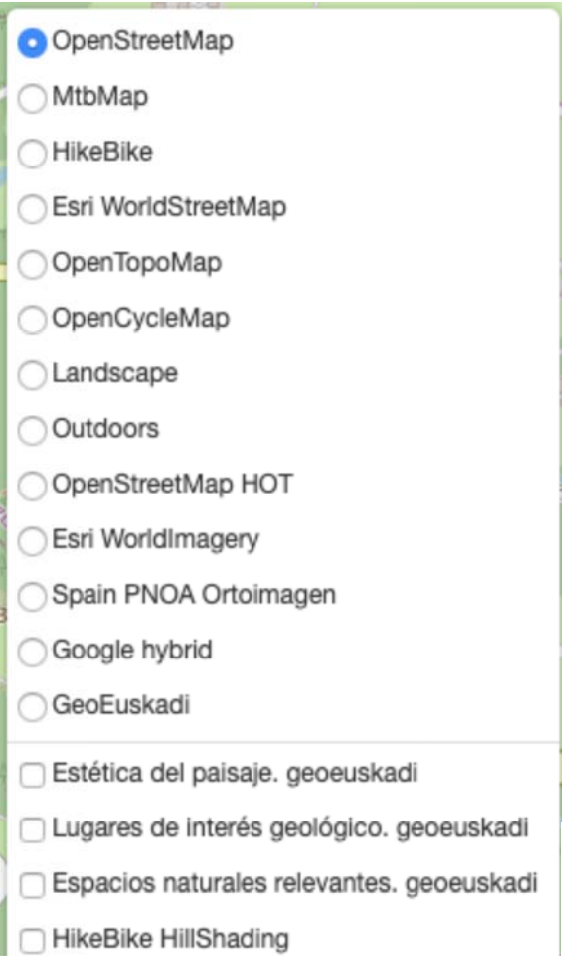 OpenStreetMap
MtbMap
HikeBike
Esri WorldStreetMap
OpenTopoMap
OpenCycleMap
Landscape
Outdoors
OpenStreetMap HOT
Esri WorldImagery
Spain PNOA Ortoimagen
Google hybrid
GeoEuskadi
Estética del paisaje. geoeuskadi
Lugares de interés geológico. geoeuskadi
Espacios naturales relevantes. geoeuskadi
HikeBike HillShading